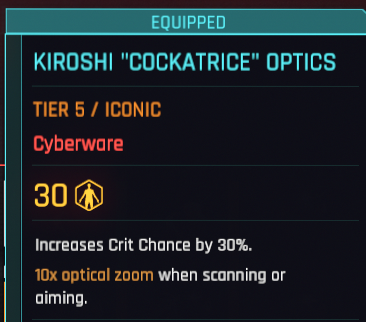 EQUIPPED
KIROSHI "COCKATRICE" OPTICS
TIER 5 / ICONIC
Cyberware
30
Increases Crit Chance by 30%.
10x optical zoom when scanning or
aiming.